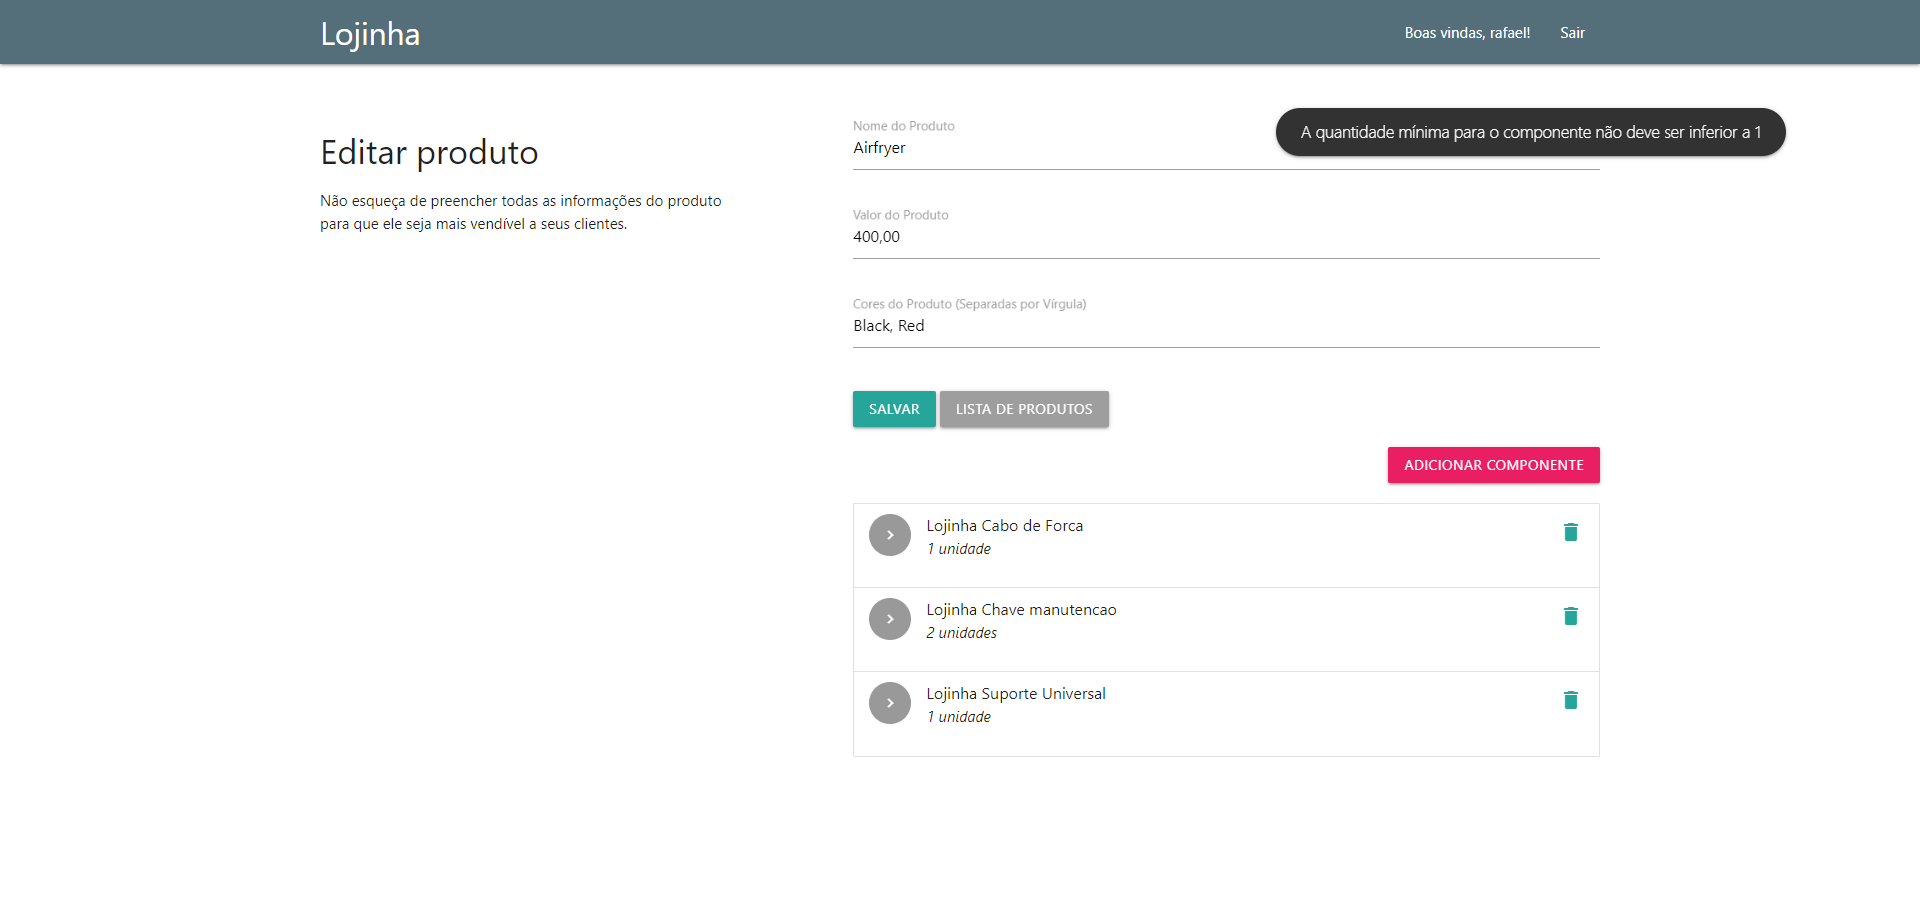 Lojinha
Boas vindas, rafael!
Sair
A quantidade mínima para o componente não deve ser inferior a 1
Editar produto
Não esqueça de preencher todas as informações do produto
para que ele seja mais vendível a seus clientes.
Nome do Produto
Airfryer
Valor do Produto
400,00
Cores do Produto (Separadas por Vírgula)
Black, Red
SALVAR
LISTA DE PRODUTOS
ADICIONAR COMPONENTE
Lojinha Cabo de Forca
1 unidade
Lojinha Chave manutencao
2 unidades
Lojinha Suporte Universal
1 unidade